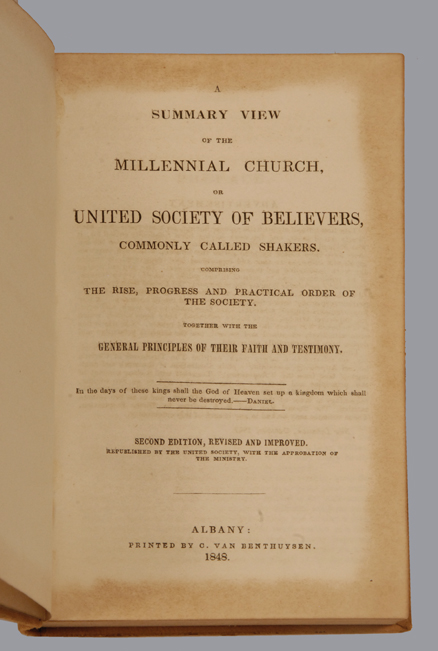 A
SUMMARY VIEW
OF THE
MILLENNIAL CHURCH,
OR
UNITED SOCIETY OF BELIEVERS,
COMMONLY CALLED SHAKERS.
COMPRISING
THE RISE, PROGRESS AND PRACTICAL ORDER OF
THE SOCIETY.
TOGETHER WITH THE
GENERAL PRINCIPLES OF THEIR FAITH AND TESTIMONY.
In the days of these kings shall the God of Heaven set up a kingdom which shall
never be destroyed.——DANIEL.
SECOND EDITION, REVISED AND IMPROVED.
REPUBLISHED BY THE UNITED SOCIETY, WITH THE APPROBATION OF
THE MINISTRY.
ALBANY:
PRINTED BY C. VAN BENTHUYSEN.
1848.